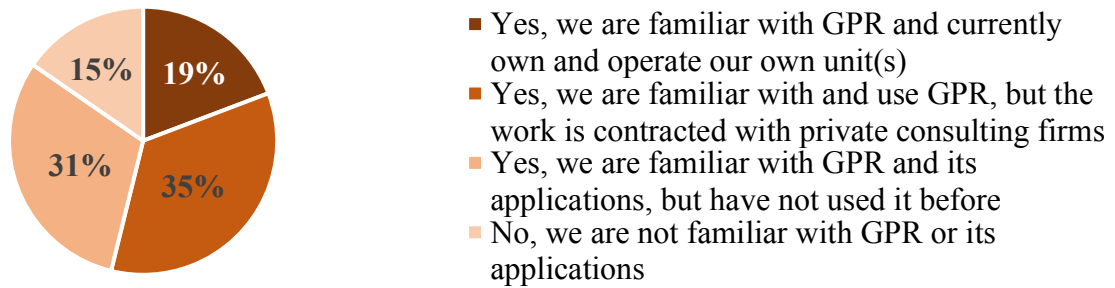 15%
19%
31%
35%
Yes, we are familiar with GPR and currently
own and operate our own unit(s)
Yes, we are familiar with and use GPR, but the
work is contracted with private consulting firms
Yes, we are familiar with GPR and its
applications, but have not used it before
No, we are not familiar with GPR or its
applications